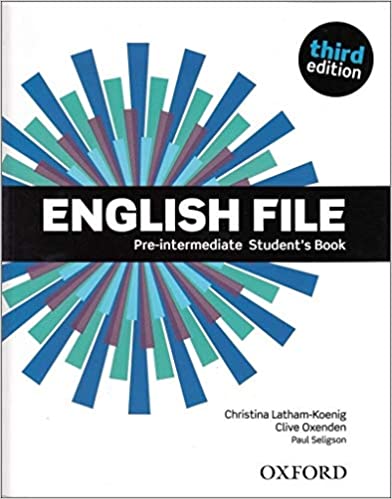 third
edition
ENGLISH FILE
Pre-intermediate Student's Book
Christina Latham-Koenig
Clive Oxenden
Paul Seligson
OXFORD